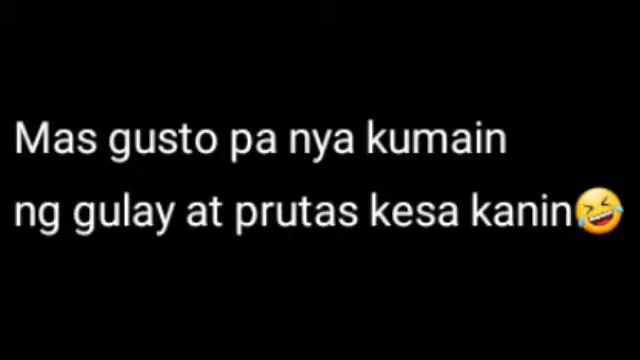 Mas gusto pa nya kumain
ng gulay at prutas kesa kanin🤣